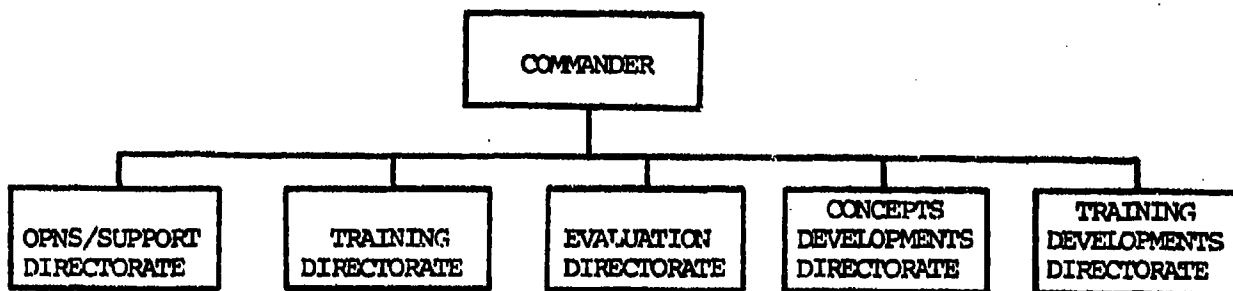 COMMANDER
OPNS/SUPPORT
DIRECTORATE
TRAINING
DIRECTORATE
EVALUATION
DIRECTORATE
CONCEPTS
DEVELOPMENTS
DIRECTORATE
TRAINING
DEVELOPMENTS
DIRECTORATE